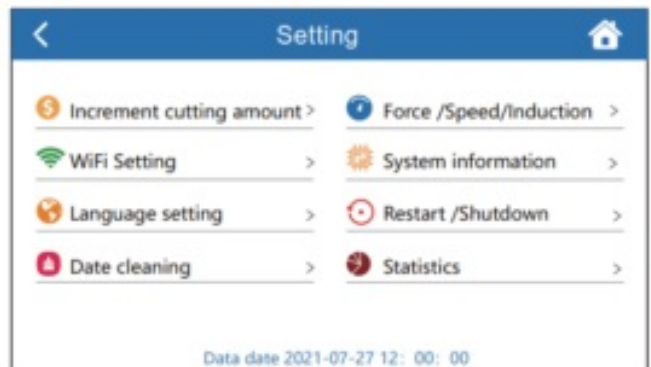 Setting
Increment cutting amount >
Force /Speed/Induction >
WiFi Setting >
System information >
Language setting >
Restart /Shutdown >
Date cleaning >
Statistics >
Data date 2021-07-27 12: 00: 00